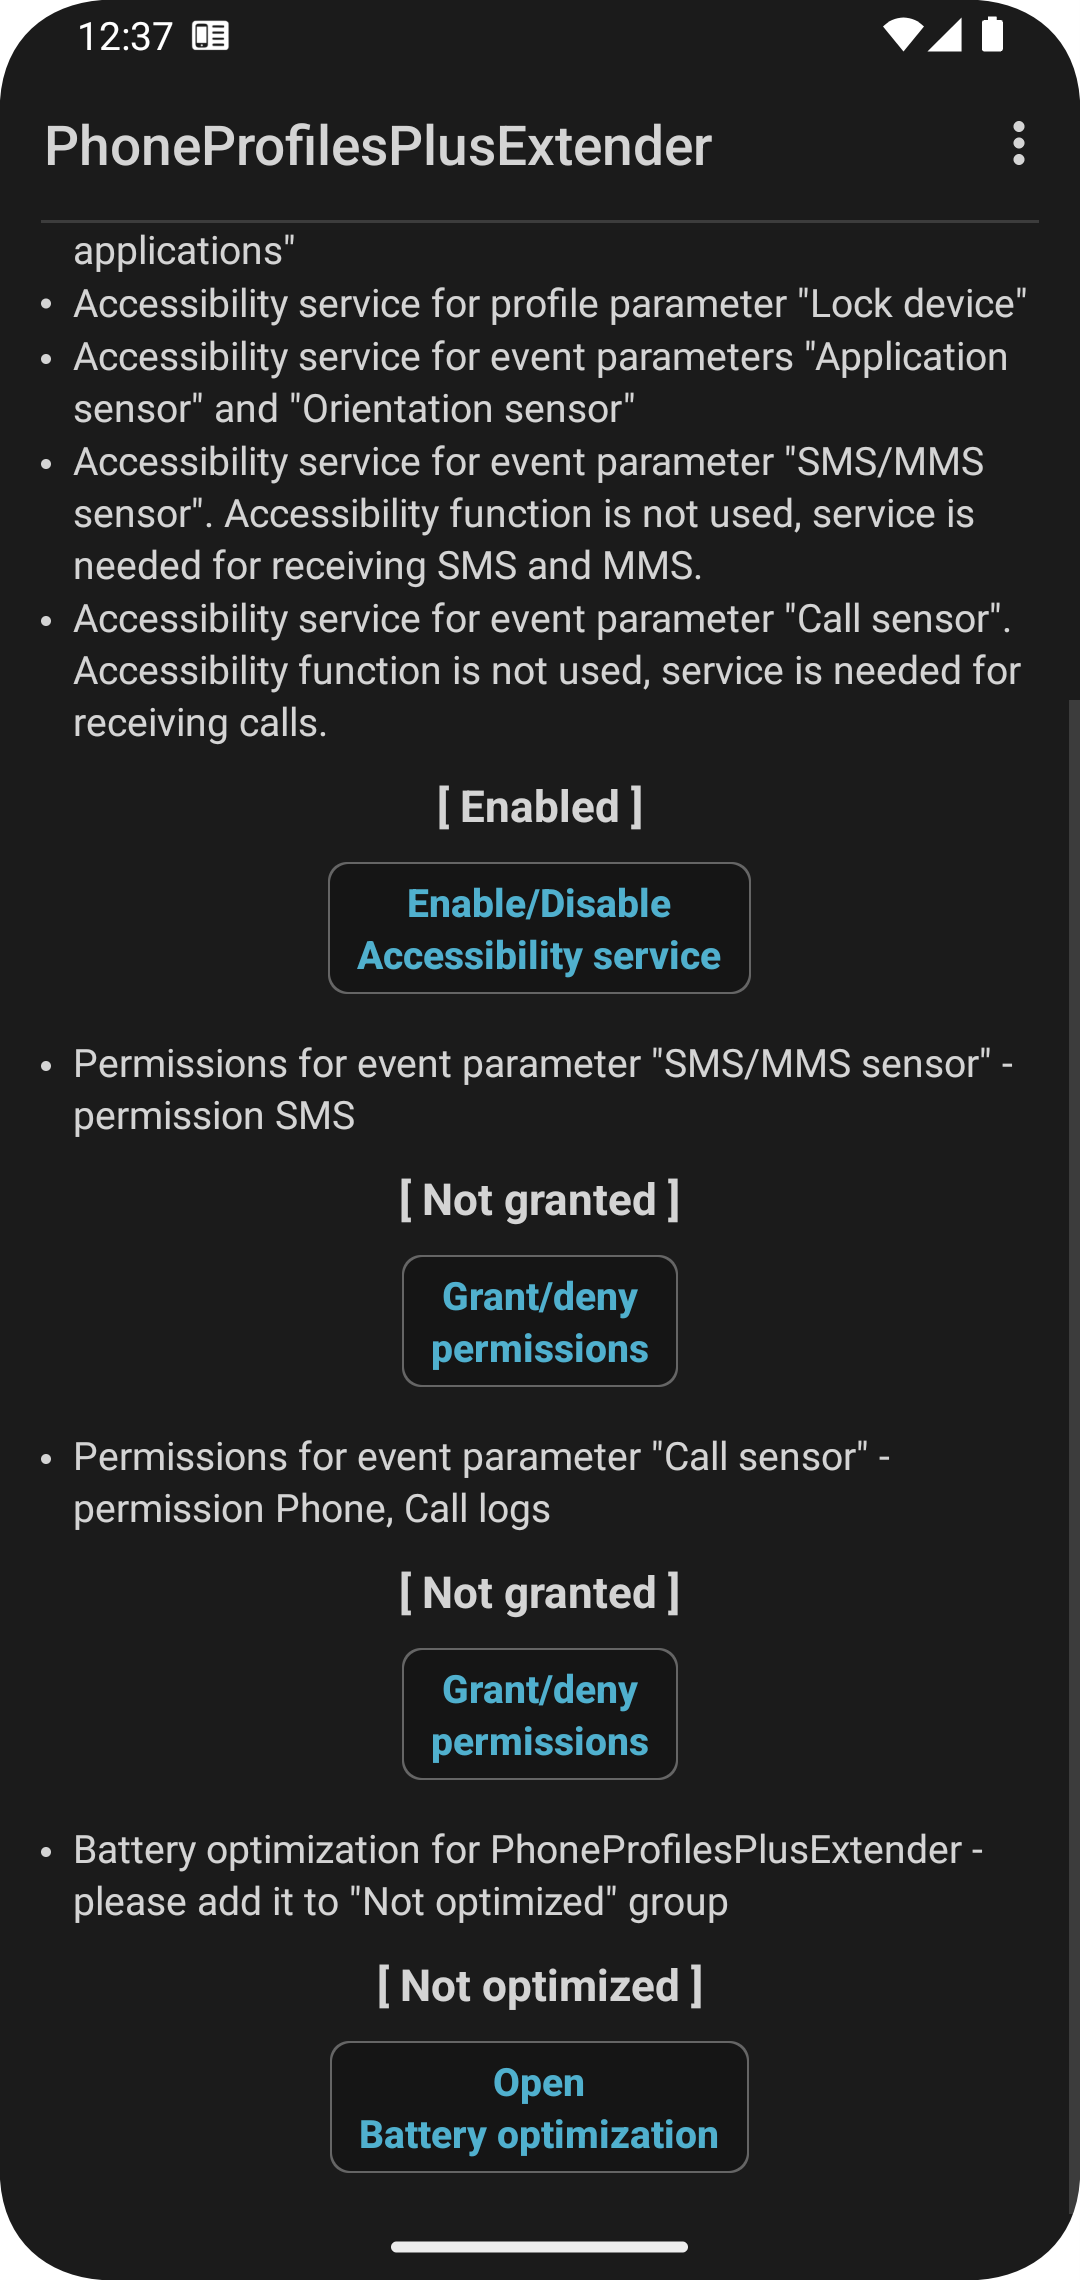 12:37
PhoneProfilesPlusExtender
applications"
• Accessibility service for profile parameter "Lock device"
• Accessibility service for event parameters "Application
sensor" and "Orientation sensor"
• Accessibility service for event parameter "SMS/MMS
sensor". Accessibility function is not used, service is
needed for receiving SMS and MMS.
• Accessibility service for event parameter "Call sensor".
Accessibility function is not used, service is needed for
receiving calls.
[ Enabled ]
Enable/Disable
Accessibility service
• Permissions for event parameter "SMS/MMS sensor" -
permission SMS
[ Not granted ]
Grant/deny
permissions
• Permissions for event parameter "Call sensor" -
permission Phone, Call logs
[ Not granted ]
Grant/deny
permissions
• Battery optimization for PhoneProfilesPlusExtender -
please add it to "Not optimized" group
[ Not optimized ]
Open
Battery optimization